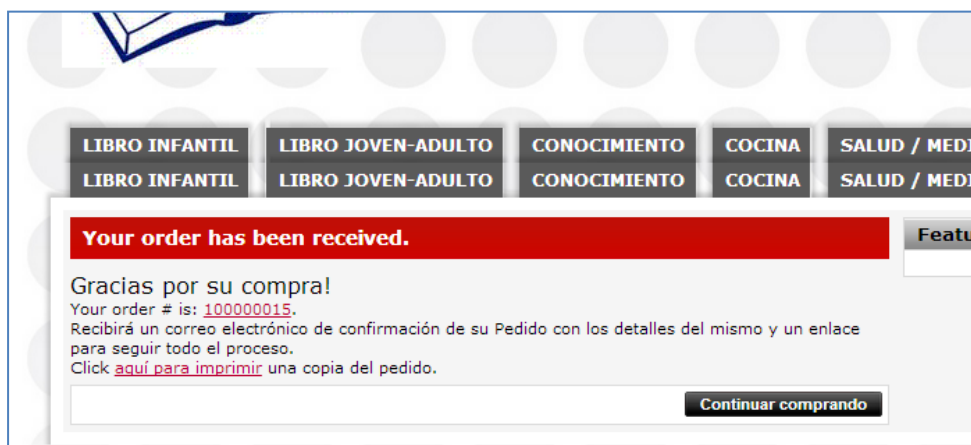 LIBRO INFANTIL LIBRO JOVEN-ADULTO CONOCIMIENTO COCINA SALUD /
LIBRO INFANTIL LIBRO JOVEN-ADULTO CONOCIMIENTO COCINA SALUD /
Your order has been received.
Gracias por su compra!
Your order # is: 100000015.
Recibirá un correo electrónico de confirmación de su Pedido con los detalles del mismo y un enlace
para seguir todo el proceso.
Click aquí para imprimir una copia del pedido.
Continuar comprando